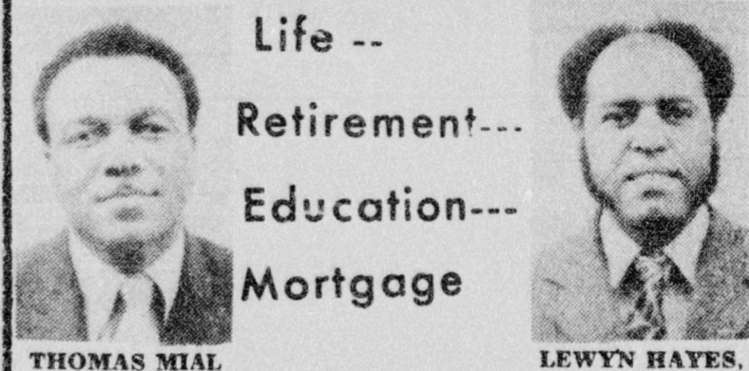 Life --
Retirement---
Education---
Mortgage
THOMAS MIAL
LEWYN HAYES,